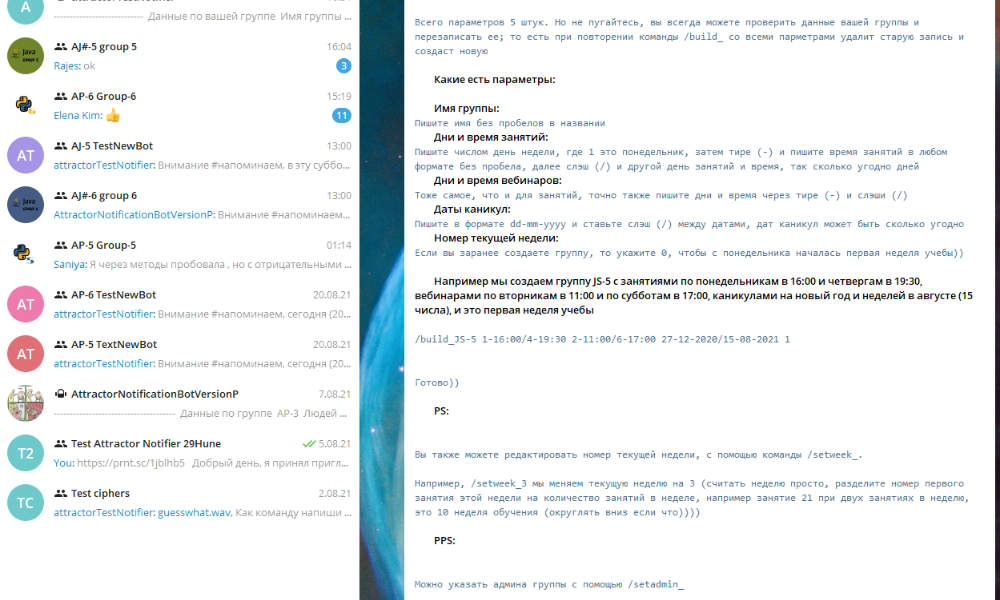 A
Данные по вашей группе Имя группы ...
AJ#-5 group 5 16:04
Rajes: ok 3
AP-6 Group-6 15:19
Elena Kim: 👍 11
AT
AJ-5 TestNewBot 13:00
attractorTestNotifier: Внимание #напоминаем, в эту суббо...
AJ#-6 group 6 13:00
AttractorNotificationBotVersionP: Внимание #напоминаем...
AP-5 Group-5 01:14
Saniya: Я через методы пробовала , но с отрицательными ...
AT
AP-6 TestNewBot 20.08.21
attractorTestNotifier: Внимание #напоминаем, сегодня (20...
AT
AP-5 TextNewBot 20.08.21
attractorTestNotifier: Внимание #напоминаем, сегодня (20...
AttractorNotificationBotVersionP 7.08.21
------------------------------------ Данные по группе AP-3 Людей ...
T2
Test Attractor Notifier 29Hune 5.08.21
You: https://prnt.sc/1jblhb5 Добрый день, я принял пригл...
TC
Test ciphers 2.08.21
attractorTestNotifier: guesswhat.wav, Как команду напиши ...
Всего параметров 5 штук. Но не пугайтесь, вы всегда можете проверить данные вашей группы и
перезаписать ее; то есть при повторении команды /build_ со всеми парметрами удалит старую запись и
создаст новую
Какие есть параметры:
Имя группы:
Пишите имя без пробелов в названии
Дни и время занятий:
Пишите числом день недели, где 1 это понедельник, затем тире (-) и пишите время занятий в любом
формате без пробела, далее слэш (/) и другой день занятий и время, так сколько угодно дней
Дни и время вебинаров:
Тоже самое, что и для занятий, точно также пишите дни и время через тире (-) и слеши (/)
Даты каникул:
Пишите в формате dd-mm-yyyy и ставьте слэш (/) между датами, дат каникул может быть сколько угодно
Номер текущей недели:
Если вы заранее создаете группу, то укажите 0, чтобы с понедельника началась первая неделя учебы))
Например мы создаем группу JS-5 с занятиями по понедельникам в 16:00 и четвергам в 19:30,
вебинарами по вторникам в 11:00 и по субботам в 17:00, каникулами на новый год и неделей в августе (15
числа), и это первая неделя учебы
/build_JS-5 1-16:00/4-19:30 2-11:00/6-17:00 27-12-2020/15-08-2021 1
Готово))
PS:
Вы также можете редактировать номер текущей недели, с помощью команды /setweek_.
Например, /setweek_3 мы меняем текущую неделю на 3 (считать неделю просто, разделите номер первого
занятия этой недели на количество занятий в неделе, например занятие 21 при двух занятиях в неделю,
это 10 неделя обучения (округлять вниз если что))))
PPS:
Можно указать админа группы с помощью /setadmin_